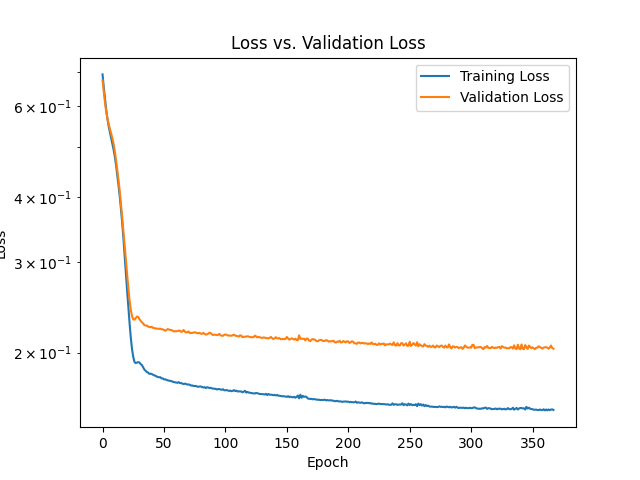 Loss vs. Validation Loss
Training Loss
Validation Loss
6 × 10⁻¹
4 × 10⁻¹
3 × 10⁻¹
2 × 10⁻¹
Loss
0 50 100 150 200 250 300 350
Epoch